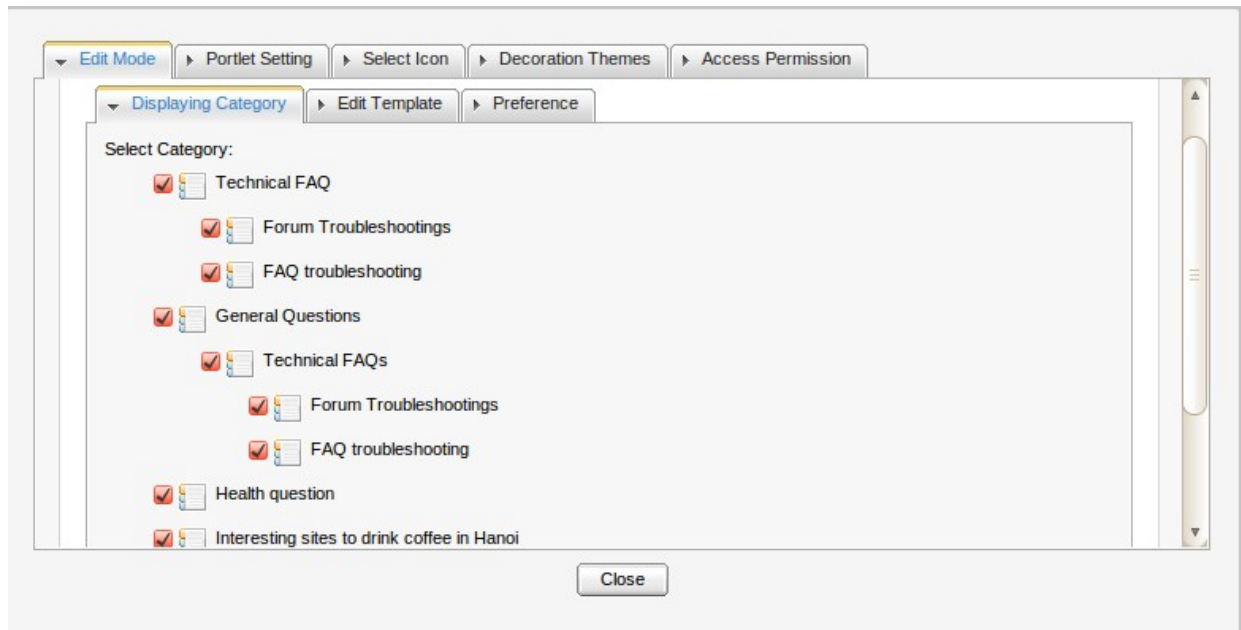 Edit Mode Portlet Setting Select Icon Decoration Themes Access Permission
Displaying Category Edit Template Preference
Select Category:
Technical FAQ
Forum Troubleshootings
FAQ troubleshooting
General Questions
Technical FAQs
Forum Troubleshootings
FAQ troubleshooting
Health question
Interesting sites to drink coffee in Hanoi
Close